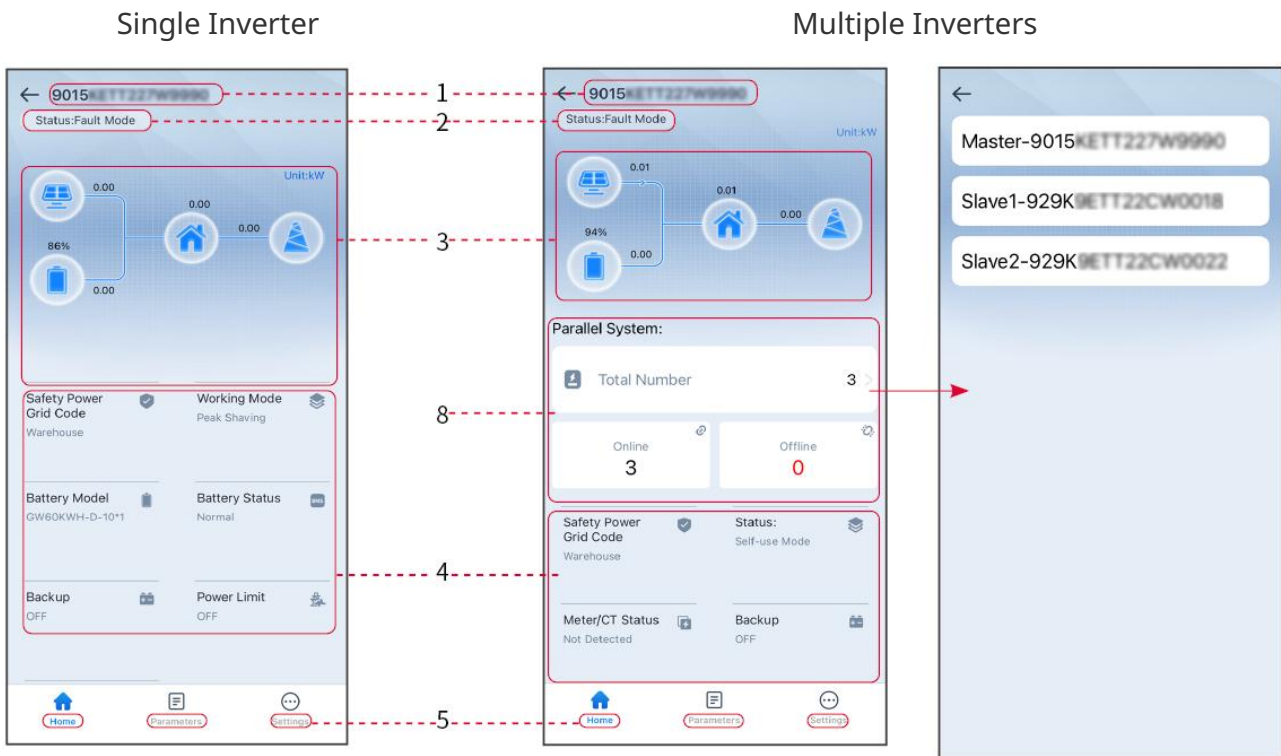 Single Inverter
Multiple Inverters
9015
Status:Fault Mode
Unit:kW
0.00
0.00
0.00
86%
0.00
Safety Power
Grid Code
Warehouse
Working Mode
Peak Shaving
Battery Model
GW60KWH-D-10*1
Battery Status
Normal
Backup
OFF
Power Limit
OFF
Home
Parameters
Settings
1
2
3
8
4
5
9015
Status:Fault Mode
Unit:kW
0.01
0.01
0.00
94%
0.00
Parallel System:
Total Number
3
Online
3
Offline
0
Safety Power
Grid Code
Warehouse
Status:
Self-use Mode
Meter/CT Status
Not Detected
Backup
OFF
Home
Parameters
Settings
Master-9015
Slave1-929K
Slave2-929K